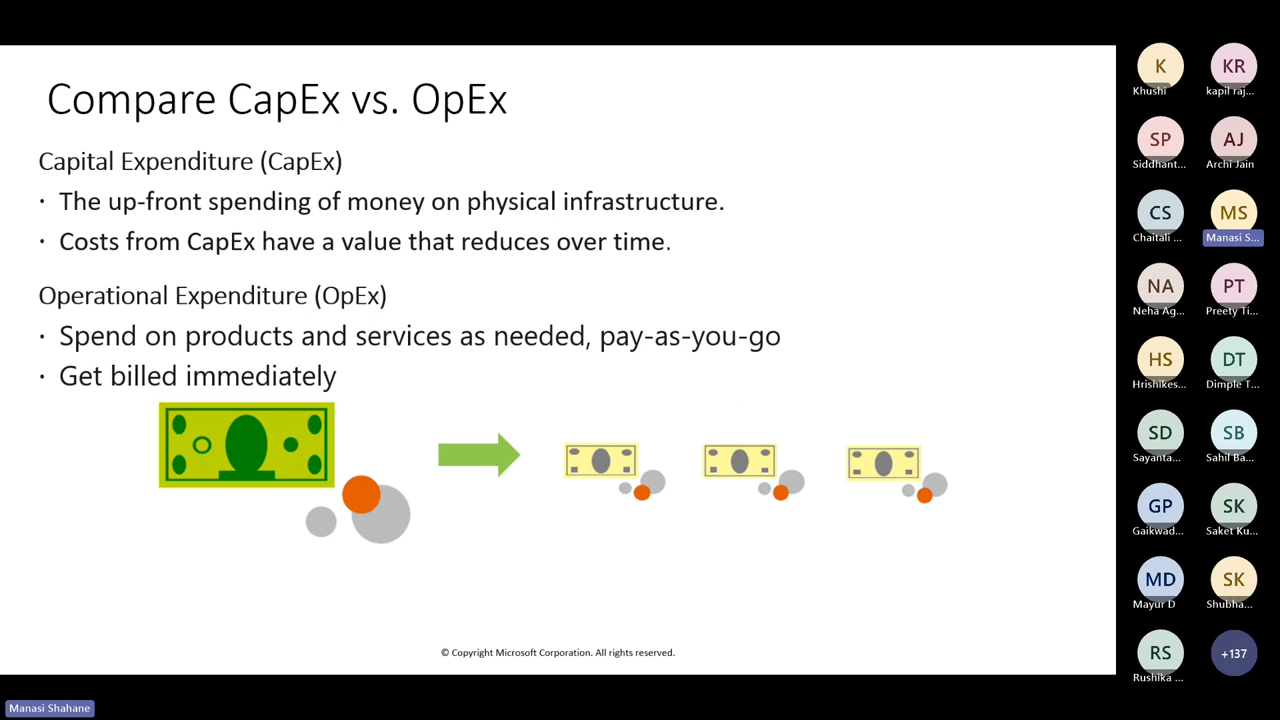 Compare CapEx vs. OpEx
Capital Expenditure (CapEx)
· The up-front spending of money on physical infrastructure.
· Costs from CapEx have a value that reduces over time.
Operational Expenditure (OpEx)
· Spend on products and services as needed, pay-as-you-go
· Get billed immediately
© Copyright Microsoft Corporation. All rights reserved.
K
Khushi
KR
kapil raj...
SP
Siddhant...
AJ
Archi Jain
CS
Chaitali ...
MS
Manasi S...
NA
Neha Ag...
PT
Preety Ti...
HS
Hrishikes...
DT
Dimple T...
SD
Sayanta...
SB
Sahil Ba...
GP
Gaikwad...
SK
Saket Ku...
MD
Mayur D
SK
Shubha...
RS
Rushika ...
+137
Manasi Shahane